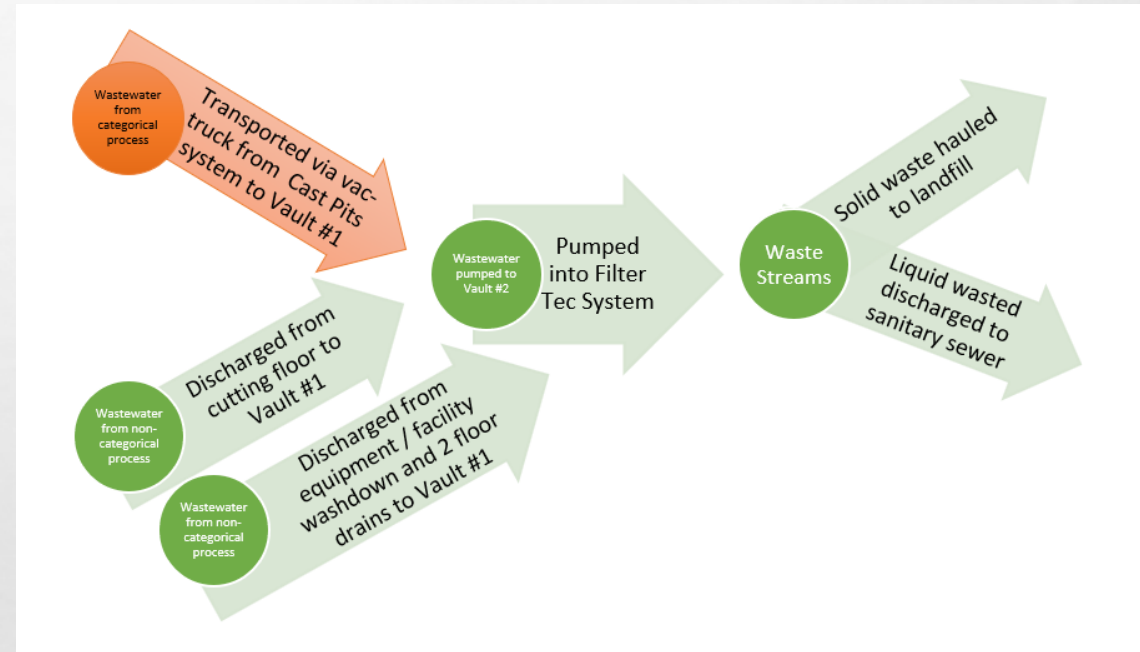 Wastewater
from
categorical
process
Transported via vac-
truck from Cast Pits
system to Vault #1
Wastewater
from non-
categorical
process
Discharged from
cutting floor to
Vault #1
Wastewater
from non-
categorical
process
Discharged from
equipment / facility
washdown and 2 floor
drains to Vault #1
Wastewater
pumped to
Vault #2
Pumped
into Filter
Tec System
Waste
Streams
Solid waste hauled
to landfill
Liquid wasted
discharged to
sanitary sewer